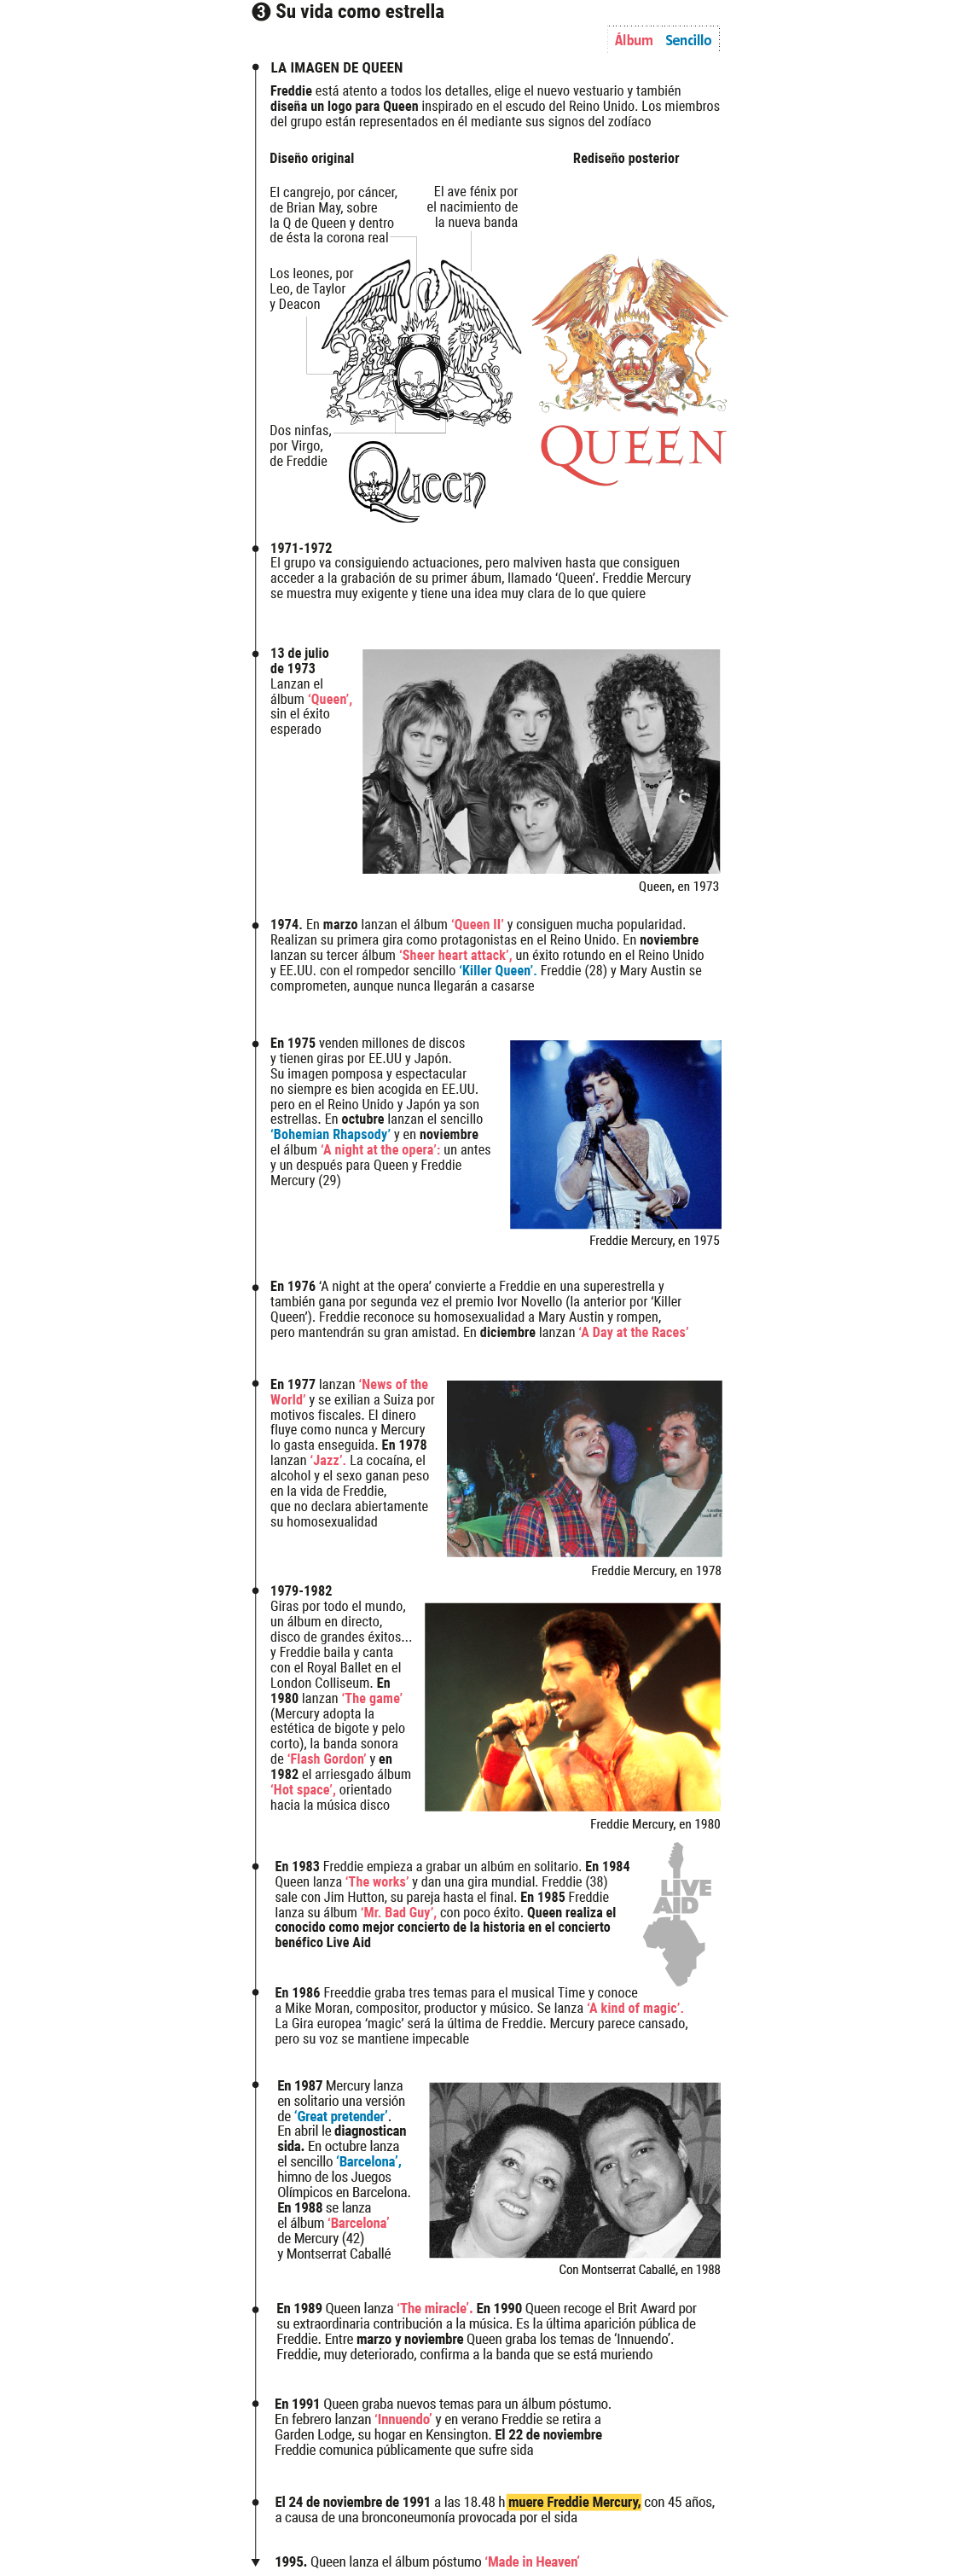 3 Su vida como estrella
Álbum Sencillo
LA IMAGEN DE QUEEN
Freddie está atento a todos los detalles, elige el nuevo vestuario y también
diseña un logo para Queen inspirado en el escudo del Reino Unido. Los miembros
del grupo están representados en él mediante sus signos del zodíaco
Diseño original
Rediseño posterior
El cangrejo, por cáncer,
de Brian May, sobre
la Q de Queen y dentro
de ésta la corona real
El ave fénix por
el nacimiento de
la nueva banda
Los leones, por
Leo, de Taylor
y Deacon
Dos ninfas,
por Virgo,
de Freddie
Queen
QUEEN
1971-1972
El grupo va consiguiendo actuaciones, pero malviven hasta que consiguen
acceder a la grabación de su primer ábum, llamado ‘Queen’. Freddie Mercury
se muestra muy exigente y tiene una idea muy clara de lo que quiere
13 de julio
de 1973
Lanzan el
álbum ‘Queen’,
sin el éxito
esperado
Queen, en 1973
1974. En marzo lanzan el álbum ‘Queen II’ y consiguen mucha popularidad.
Realizan su primera gira como protagonistas en el Reino Unido. En noviembre
lanzan su tercer álbum ‘Sheer heart attack’, un éxito rotundo en el Reino Unido
y EE.UU. con el rompedor sencillo ‘Killer Queen’. Freddie (28) y Mary Austin se
comprometen, aunque nunca llegarán a casarse
En 1975 venden millones de discos
y tienen giras por EE.UU y Japón.
Su imagen pomposa y espectacular
no siempre es bien acogida en EE.UU.
pero en el Reino Unido y Japón ya son
estrellas. En octubre lanzan el sencillo
‘Bohemian Rhapsody’ y en noviembre
el álbum ‘A night at the opera’: un antes
y un después para Queen y Freddie
Mercury (29)
Freddie Mercury, en 1975
En 1976 ‘A night at the opera’ convierte a Freddie en una superestrella y
también gana por segunda vez el premio Ivor Novello (la anterior por ‘Killer
Queen’). Freddie reconoce su homosexualidad a Mary Austin y rompen,
pero mantendrán su gran amistad. En diciembre lanzan ‘A Day at the Races’
En 1977 lanzan ‘News of the
World’ y se exilian a Suiza por
motivos fiscales. El dinero
fluye como nunca y Mercury
lo gasta enseguida. En 1978
lanzan ‘Jazz’. La cocaína, el
alcohol y el sexo ganan peso
en la vida de Freddie,
que no declara abiertamente
su homosexualidad
Freddie Mercury, en 1978
1979-1982
Giras por todo el mundo,
un álbum en directo,
disco de grandes éxitos...
y Freddie baila y canta
con el Royal Ballet en el
London Colliseum. En
1980 lanzan ‘The game’
(Mercury adopta la
estética de bigote y pelo
corto), la banda sonora
de ‘Flash Gordon’ y en
1982 el arriesgado álbum
‘Hot space’, orientado
hacia la música disco
Freddie Mercury, en 1980
En 1983 Freddie empieza a grabar un albúm en solitario. En 1984
Queen lanza ‘The works’ y dan una gira mundial. Freddie (38)
sale con Jim Hutton, su pareja hasta el final. En 1985 Freddie
lanza su álbum ‘Mr. Bad Guy’, con poco éxito. Queen realiza el
conocido como mejor concierto de la historia en el concierto
benéfico Live Aid
LIVE
AID
En 1986 Freeddie graba tres temas para el musical Time y conoce
a Mike Moran, compositor, productor y músico. Se lanza ‘A kind of magic’.
La Gira europea ‘magic’ será la última de Freddie. Mercury parece cansado,
pero su voz se mantiene impecable
En 1987 Mercury lanza
en solitario una versión
de ‘Great pretender’.
En abril le diagnostican
sida. En octubre lanza
el sencillo ‘Barcelona’,
himno de los Juegos
Olímpicos en Barcelona.
En 1988 se lanza
el álbum ‘Barcelona’
de Mercury (42)
y Montserrat Caballé
Con Montserrat Caballé, en 1988
En 1989 Queen lanza ‘The miracle’. En 1990 Queen recoge el Brit Award por
su extraordinaria contribución a la música. Es la última aparición pública de
Freddie. Entre marzo y noviembre Queen graba los temas de ‘Innuendo’.
Freddie, muy deteriorado, confirma a la banda que se está muriendo
En 1991 Queen graba nuevos temas para un álbum póstumo.
En febrero lanzan ‘Innuendo’ y en verano Freddie se retira a
Garden Lodge, su hogar en Kensington. El 22 de noviembre
Freddie comunica públicamente que sufre sida
El 24 de noviembre de 1991 a las 18.48 h muere Freddie Mercury, con 45 años,
a causa de una bronconeumonía provocada por el sida
1995. Queen lanza el álbum póstumo ‘Made in Heaven’